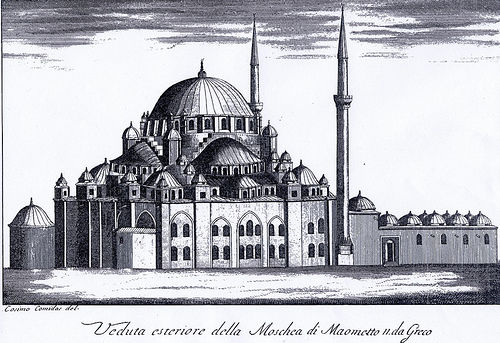 Cosimo Comidas del.
Veduta esteriore della Moschea di Maometto II. da Greco